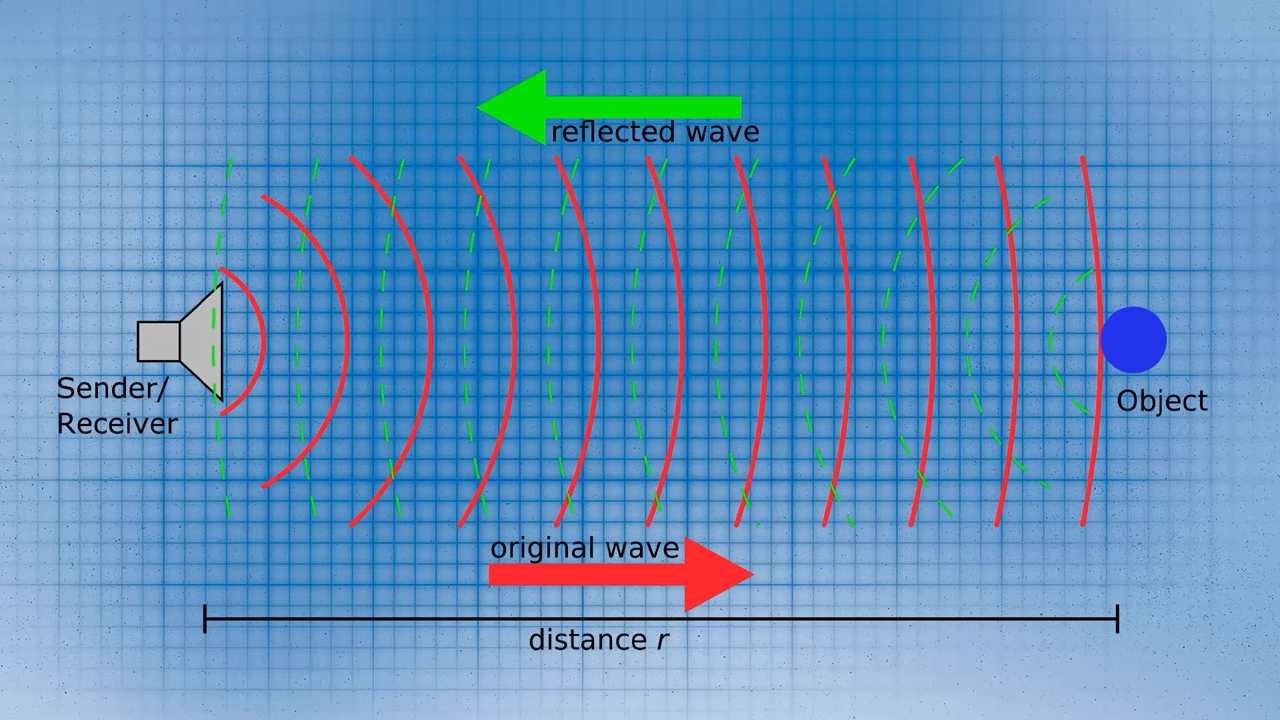 reflected wave
Sender/
Receiver
Object
original wave
distance r